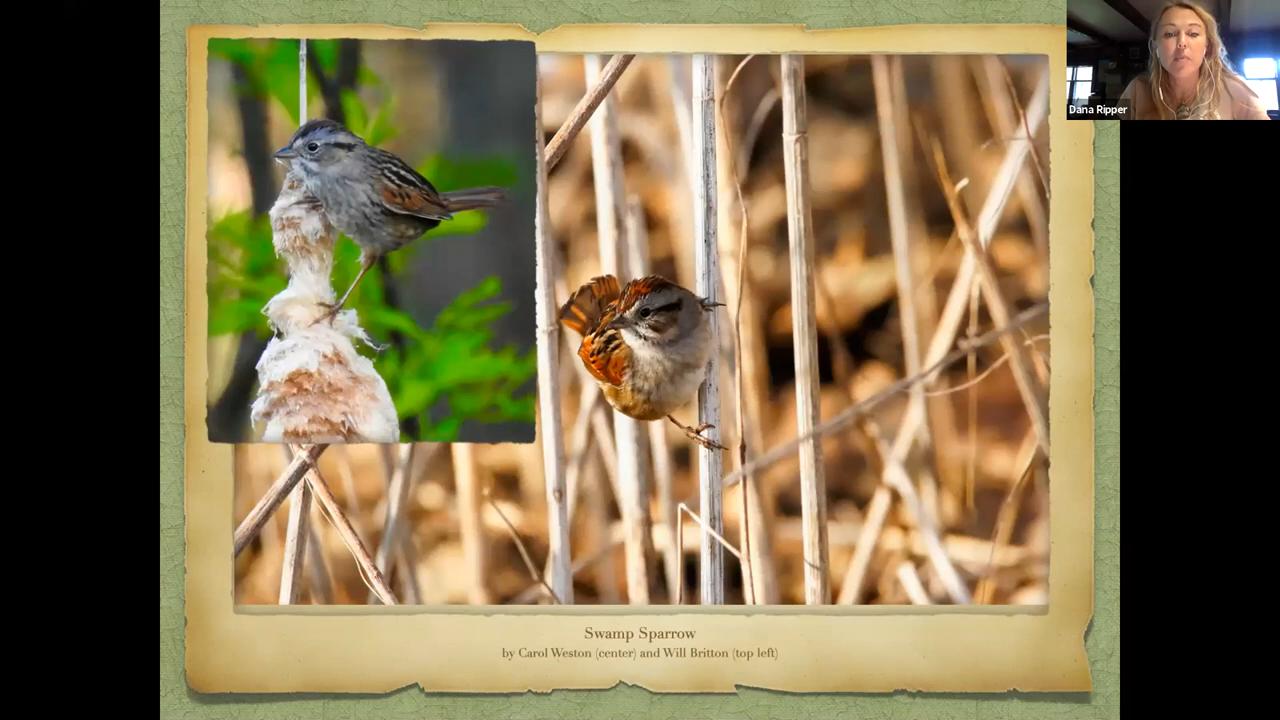 Dana Ripper
Swamp Sparrow
by Carol Weston (center) and Will Britton (top left)